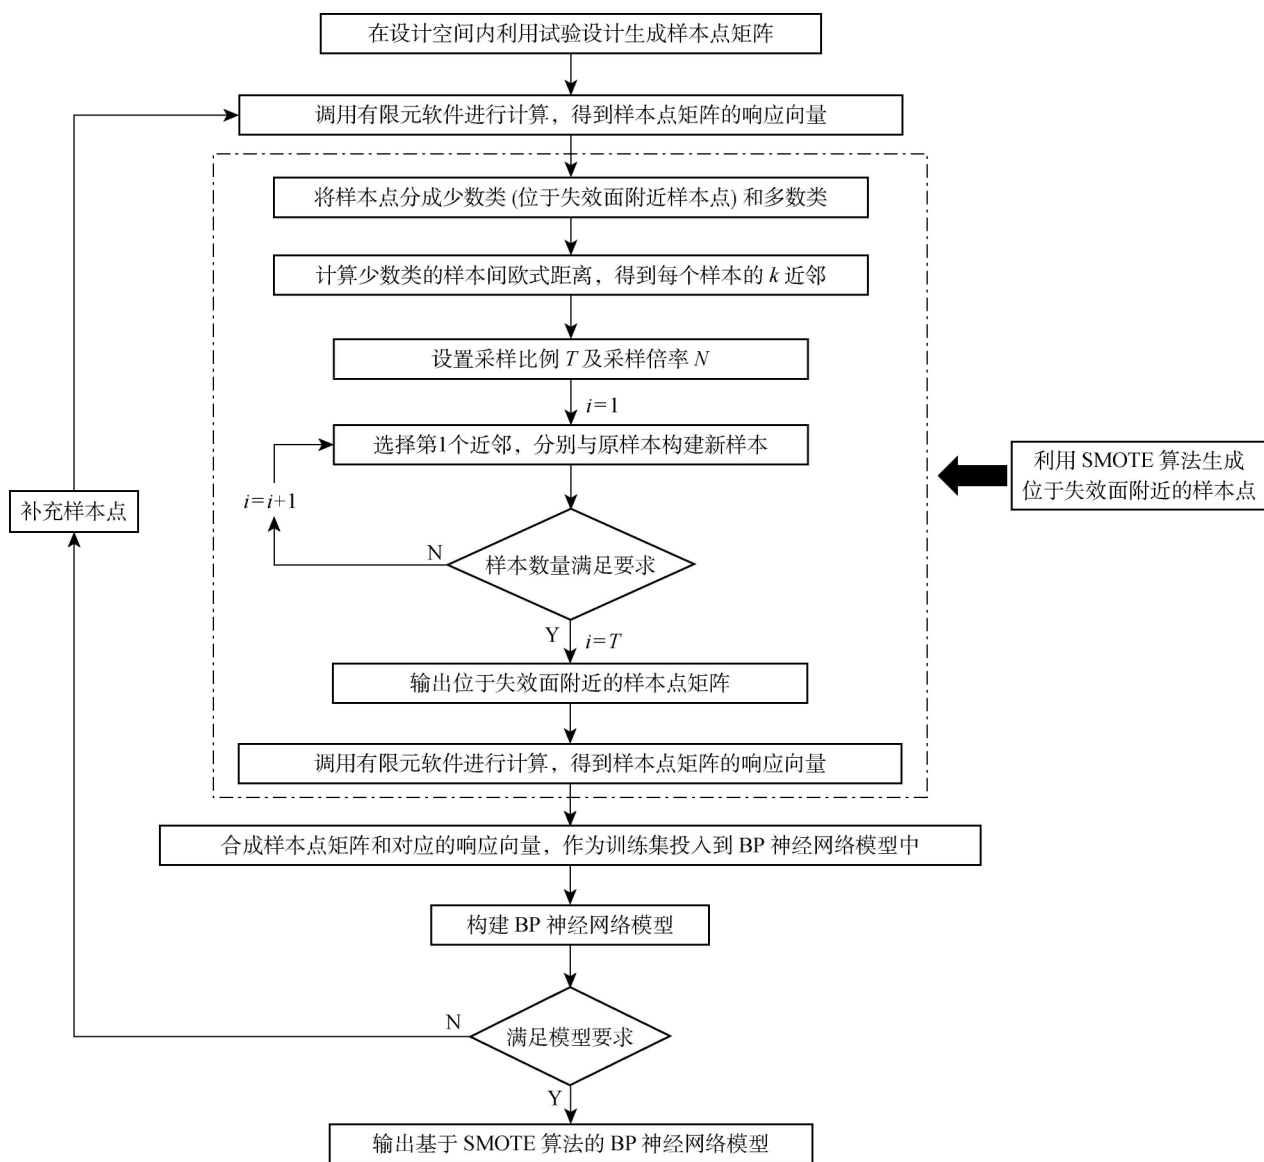 在设计空间内利用试验设计生成样本点矩阵
调用有限元软件进行计算，得到样本点矩阵的响应向量
将样本点分成少数类 (位于失效面附近样本点) 和多数类
计算少数类的样本间欧式距离，得到每个样本的 k 近邻
设置采样比例 T 及采样倍率 N
i=1
选择第1个近邻，分别与原样本构建新样本
利用 SMOTE 算法生成
位于失效面附近的样本点
i=i+1
补充样本点
N
样本数量满足要求
Y
i=T
输出位于失效面附近的样本点矩阵
调用有限元软件进行计算，得到样本点矩阵的响应向量
合成样本点矩阵和对应的响应向量，作为训练集投入到 BP 神经网络模型中
构建 BP 神经网络模型
N
满足模型要求
Y
输出基于 SMOTE 算法的 BP 神经网络模型